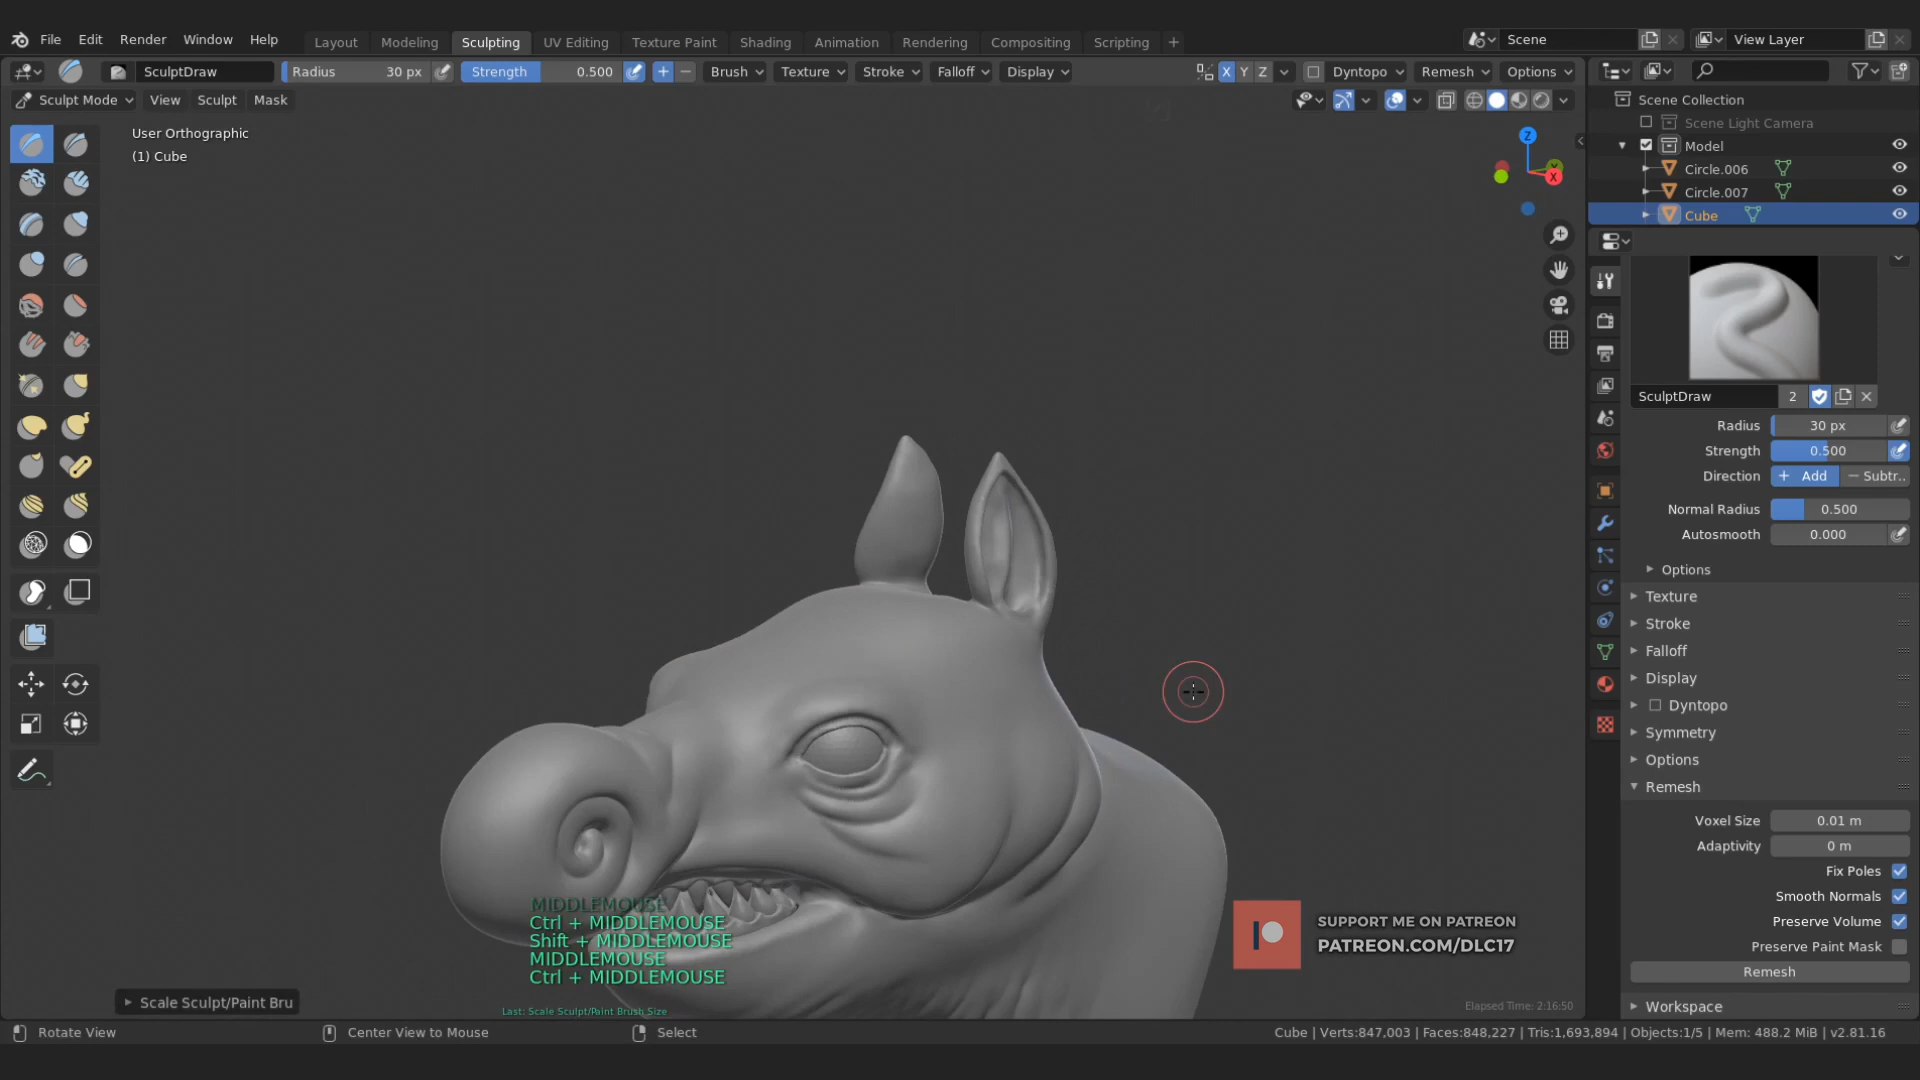 File Edit Render Window Help Layout Modeling Sculpting UV Editing Texture Paint Shading Animation Rendering Compositing Scripting + Scene View Layer
SculptDraw Radius 30 px Strength 0.500 + − Brush Texture Stroke Falloff Display X Y Z Dyntopo Remesh Options
Sculpt Mode View Sculpt Mask
User Orthographic
(1) Cube
Z
Y
X
Scene Collection
Scene Light Camera
Model
Circle.006
Circle.007
Cube
SculptDraw 2
Radius 30 px
Strength 0.500
Direction + Add − Subtr..
Normal Radius 0.500
Autosmooth 0.000
Options
Texture
Stroke
Falloff
Display
Dyntopo
Symmetry
Options
Remesh
Voxel Size 0.01 m
Adaptivity 0 m
Fix Poles
Smooth Normals
Preserve Volume
Preserve Paint Mask
Remesh
Workspace
MIDDLEMOUSE
Ctrl + MIDDLEMOUSE
Shift + MIDDLEMOUSE
MIDDLEMOUSE
Ctrl + MIDDLEMOUSE
SUPPORT ME ON PATREON
PATREON.COM/DLC17
Scale Sculpt/Paint Bru
Last: Scale Sculpt/Paint Brush Size
Elapsed Time: 2:16:50
Rotate View Center View to Mouse Select Cube | Verts:847,003 | Faces:848,227 | Tris:1,693,894 | Objects:1/5 | Mem: 488.2 MiB | v2.81.16